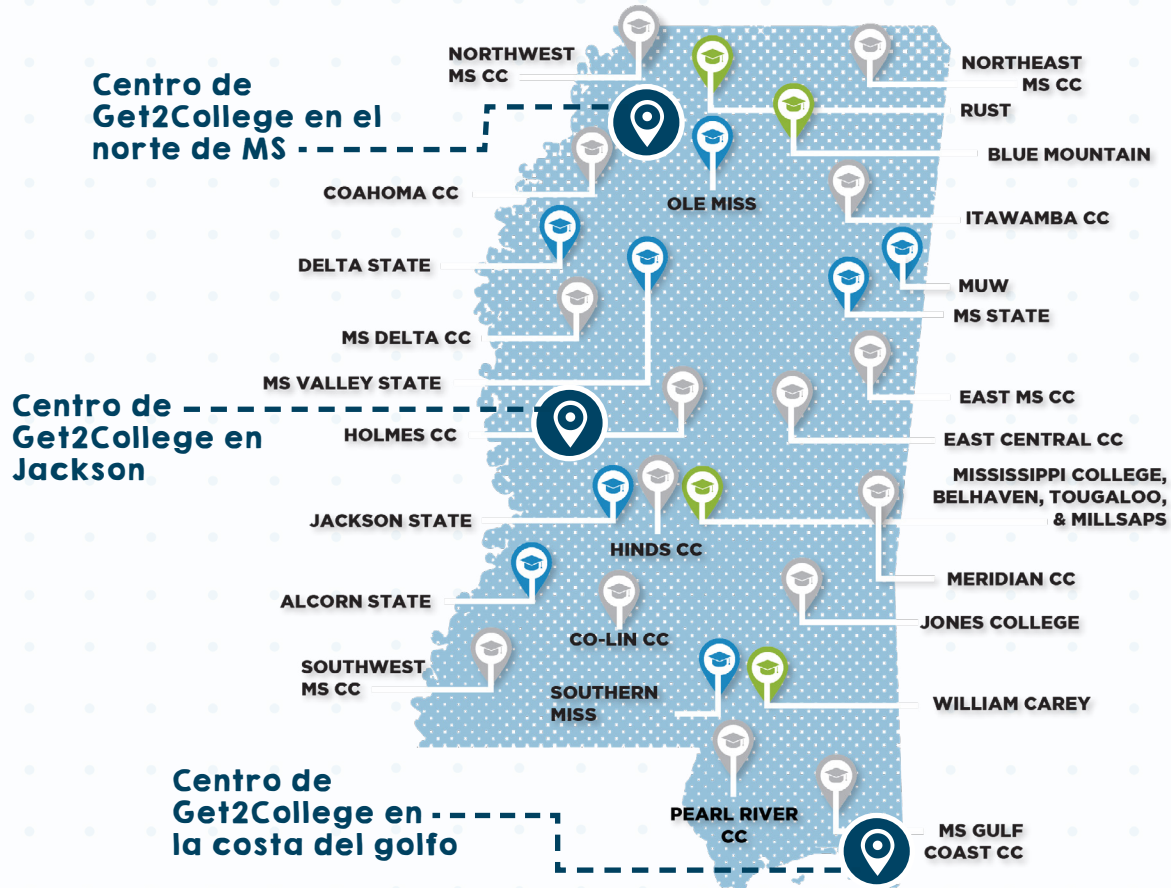 NORTHWEST
MS CC
Centro de
Get2College en el
norte de MS
NORTHEAST
MS CC
RUST
BLUE MOUNTAIN
COAHOMA CC
OLE MISS
ITAWAMBA CC
DELTA STATE
MUW
MS STATE
MS DELTA CC
MS VALLEY STATE
Centro de
Get2College en
Jackson
EAST MS CC
HOLMES CC
EAST CENTRAL CC
MISSISSIPPI COLLEGE,
BELHAVEN, TOUGALOO,
& MILLSAPS
JACKSON STATE
HINDS CC
MERIDIAN CC
ALCORN STATE
JONES COLLEGE
CO-LIN CC
SOUTHWEST
MS CC
SOUTHERN
MISS
WILLIAM CAREY
Centro de
Get2College en
la costa del golfo
PEARL RIVER
CC
MS GULF
COAST CC